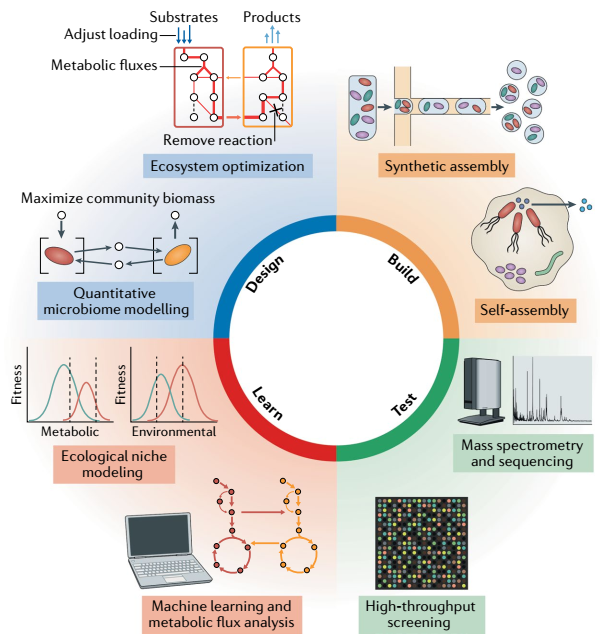 Substrates
Products
Adjust loading
Metabolic fluxes
Remove reaction
Ecosystem optimization
Synthetic assembly
Maximize community biomass
Quantitative
microbiome modelling
Self-assembly
Design
Build
Learn
Test
Fitness
Metabolic
Fitness
Environmental
Ecological niche
modeling
Mass spectrometry
and sequencing
Machine learning and
metabolic flux analysis
High-throughput
screening